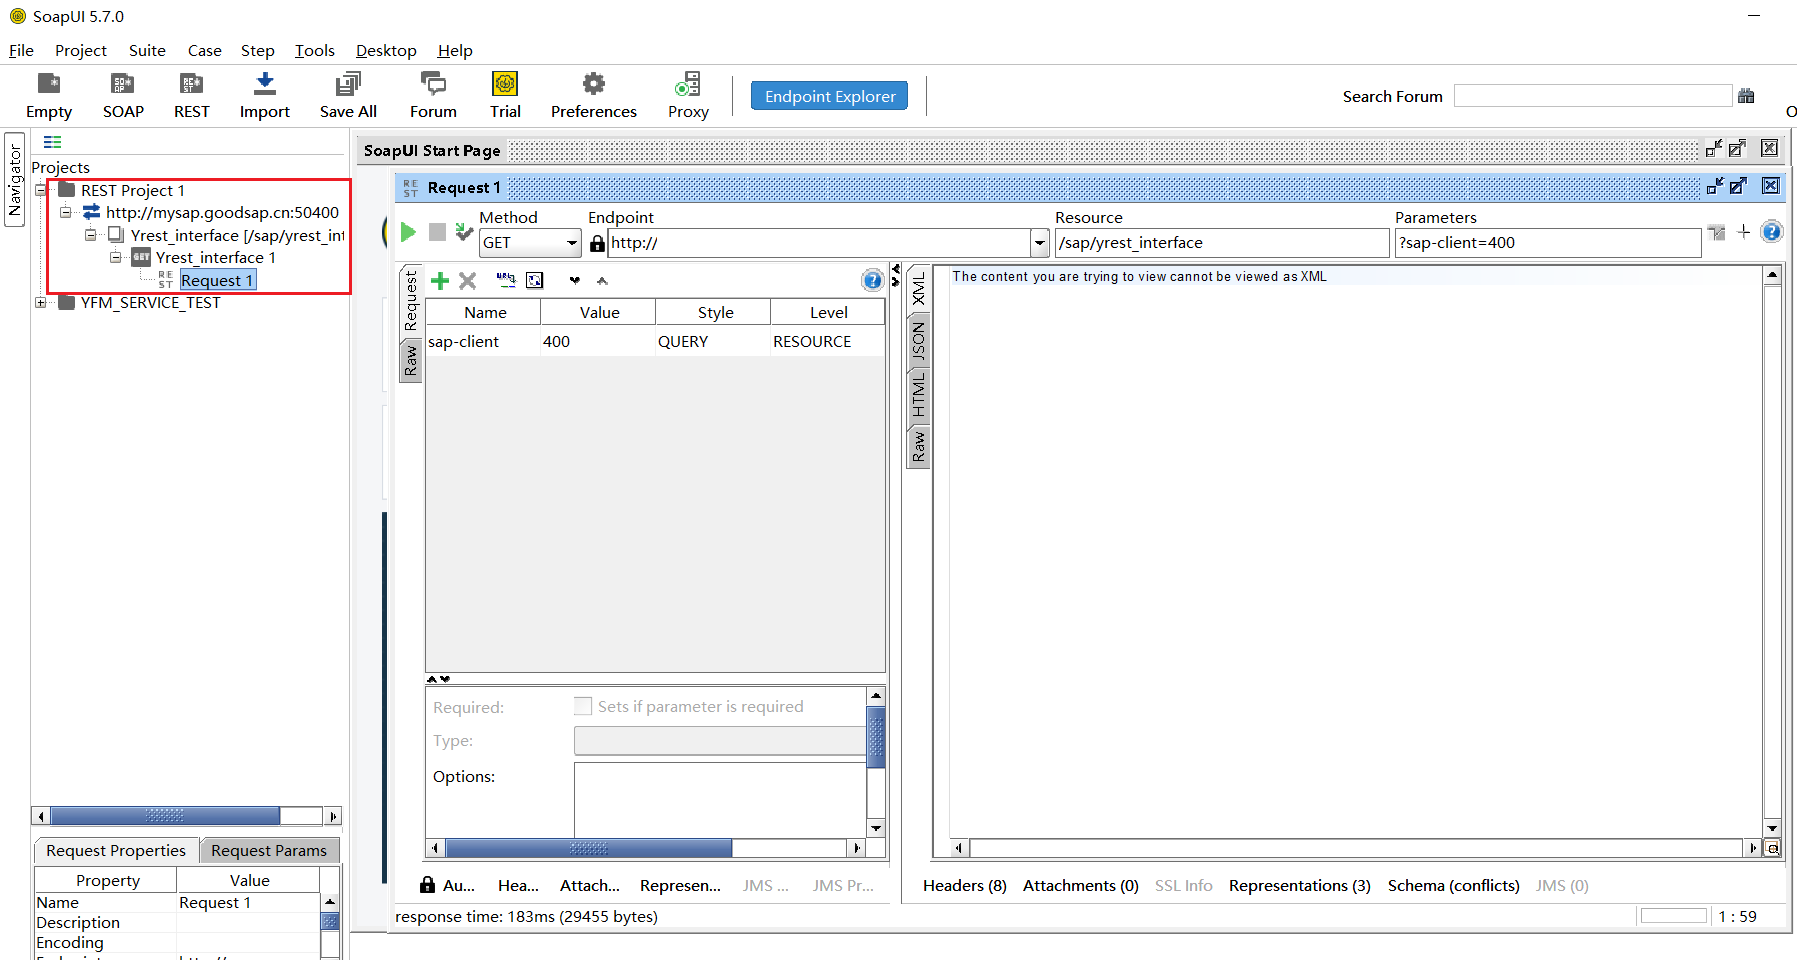 SoapUI 5.7.0
File Project Suite Case Step Tools Desktop Help
Empty SOAP REST Import Save All Forum Trial Preferences Proxy Endpoint Explorer Search Forum
Navigator
Projects
REST Project 1
http://mysap.goodsap.cn:50400
Yrest_interface [/sap/yrest_int
GET Yrest_interface 1
REST Request 1
YFM_SERVICE_TEST
Request Properties Request Params
Property Value
Name Request 1
Description
Encoding
SoapUI Start Page
REST Request 1
Method Endpoint Resource Parameters
GET http:// /sap/yrest_interface ?sap-client=400
Request
Raw
Name Value Style Level
sap-client 400 QUERY RESOURCE
Required: Sets if parameter is required
Type:
Options:
Au... Hea... Attach... Represen... JMS ... JMS Pr...
XML
JSON
HTML
Raw
The content you are trying to view cannot be viewed as XML
Headers (8) Attachments (0) SSL Info Representations (3) Schema (conflicts) JMS (0)
response time: 183ms (29455 bytes)
1 : 59